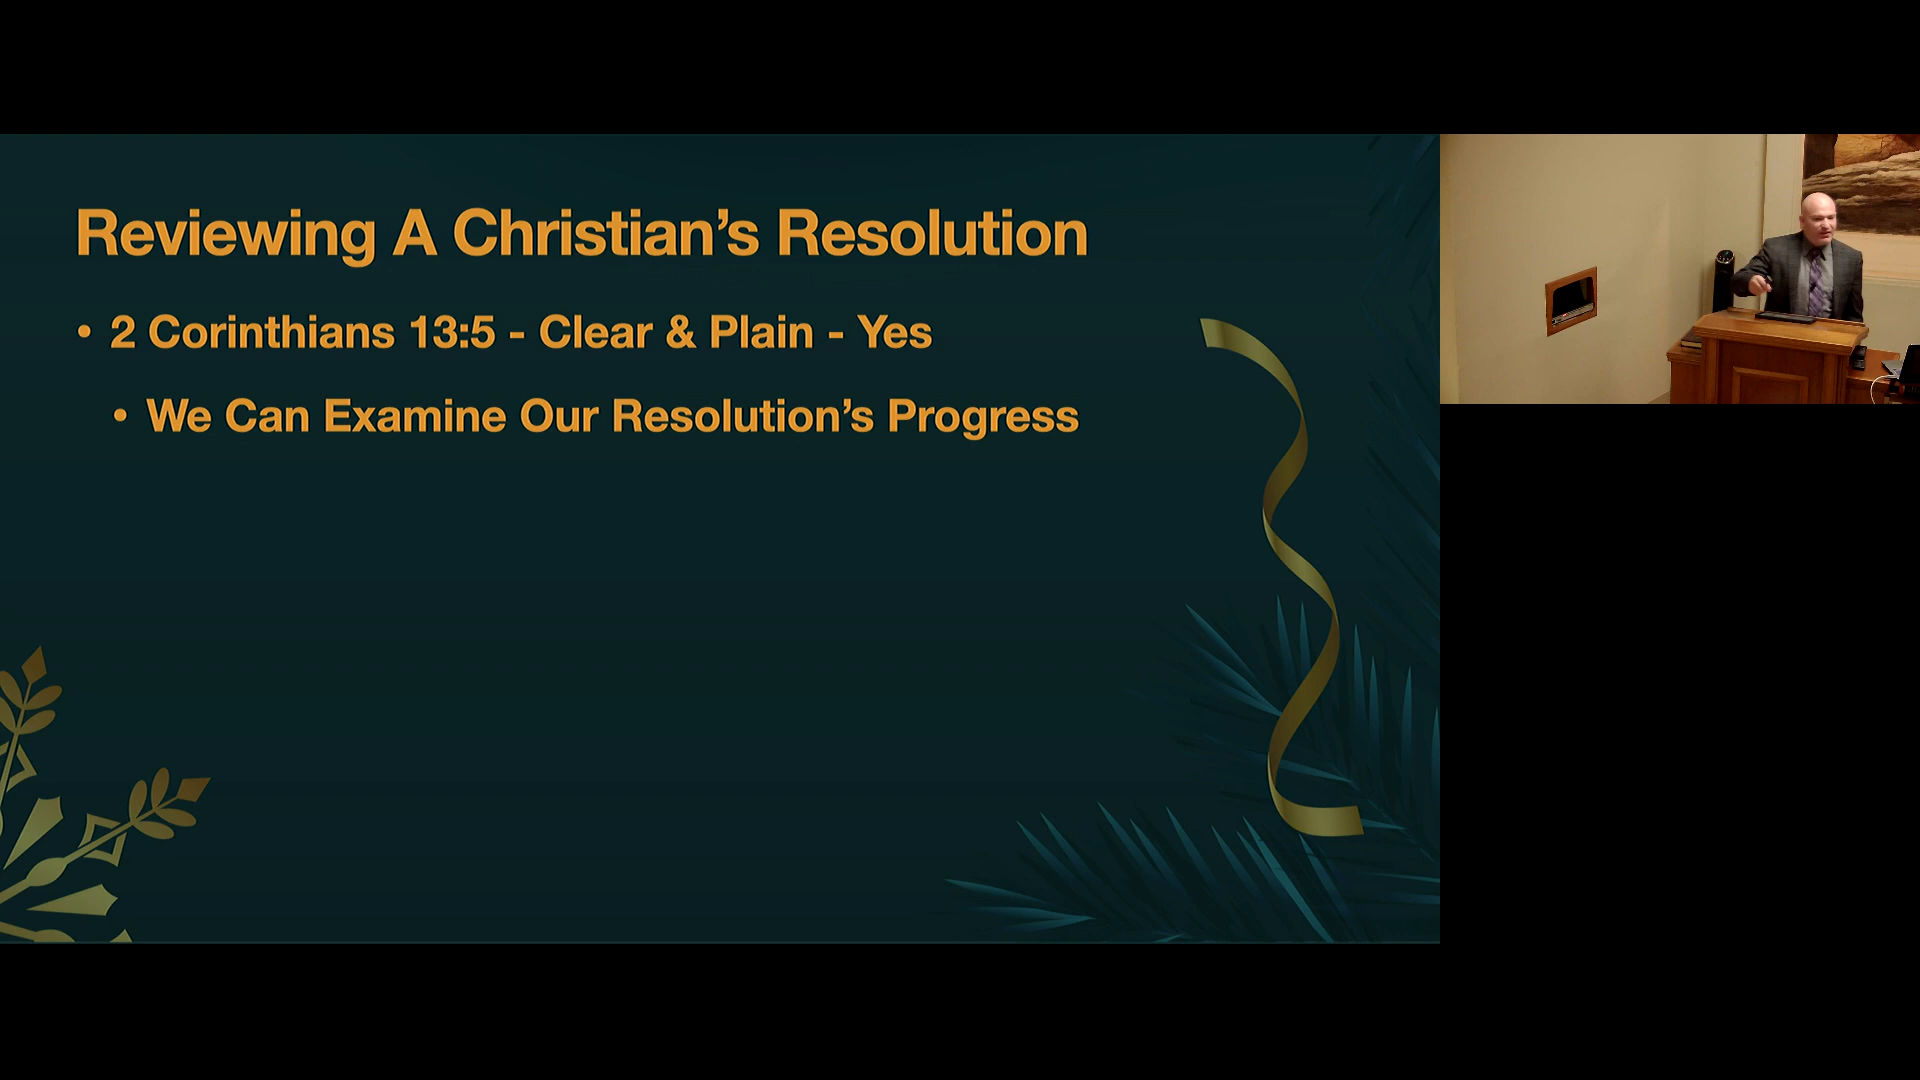 Reviewing A Christian’s Resolution
• 2 Corinthians 13:5 - Clear & Plain - Yes
• We Can Examine Our Resolution’s Progress